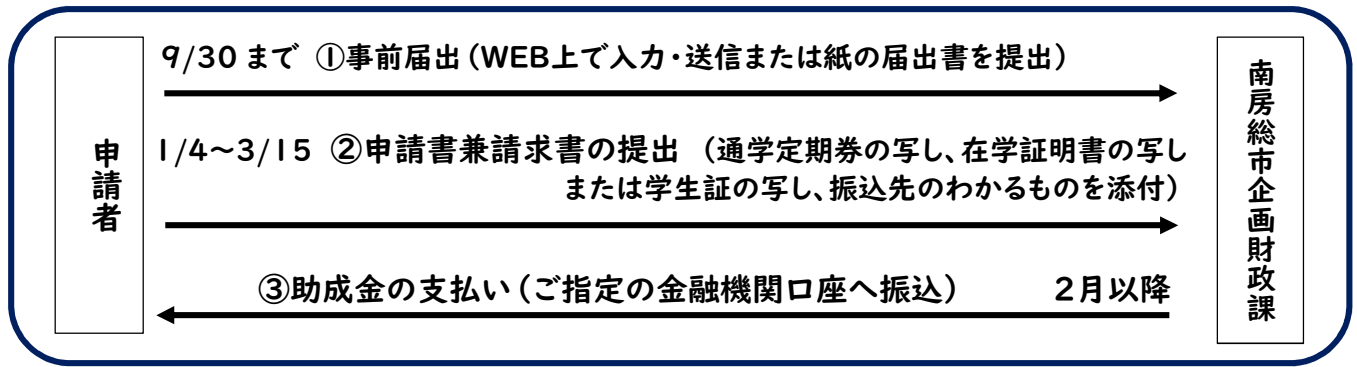 申請者
9/30 まで ①事前届出（WEB上で入力・送信または紙の届出書を提出）
1/4～3/15 ②申請書兼請求書の提出 （通学定期券の写し、在学証明書の写し
または学生証の写し、振込先のわかるものを添付）
③助成金の支払い（ご指定の金融機関口座へ振込） 2月以降
南房総市企画財政課